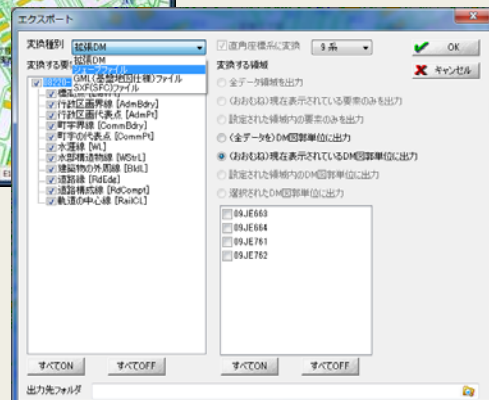 エクスポート
変換種別 拡張DM
直角座標系に変換 9系
OK
キャンセル
拡張DM
シェープファイル
GML(基盤地図仕様)ファイル
SXF(SFC)ファイル
変換する要
行政区画界線 [AdmBdry]
行政区画代表点 [AdmPt]
町字界線 [CommBdry]
町字の代表点 [CommPt]
水涯線 [WL]
水部構造物線 [WStrL]
建築物の外周線 [BldL]
道路縁 [RdEdg]
道路構成線 [RdCompt]
軌道の中心線 [RailCL]
変換する領域
全データ領域を出力
(おおむね)現在表示されている要素のみを出力
設定された領域内の要素のみを出力
(全データを)DM図郭単位に出力
(おおむね)現在表示されているDM図郭単位に出力
設定された領域内のDM図郭単位に出力
選択されたDM図郭単位に出力
09JE663
09JE664
09JE761
09JE762
すべてON
すべてOFF
すべてON
すべてOFF
出力先フォルダ